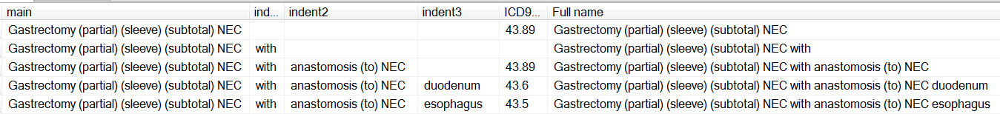 main ind... indent2 indent3 ICD9... Full name
Gastrectomy (partial) (sleeve) (subtotal) NEC 43.89 Gastrectomy (partial) (sleeve) (subtotal) NEC
Gastrectomy (partial) (sleeve) (subtotal) NEC with Gastrectomy (partial) (sleeve) (subtotal) NEC with
Gastrectomy (partial) (sleeve) (subtotal) NEC with anastomosis (to) NEC 43.89 Gastrectomy (partial) (sleeve) (subtotal) NEC with anastomosis (to) NEC
Gastrectomy (partial) (sleeve) (subtotal) NEC with anastomosis (to) NEC duodenum 43.6 Gastrectomy (partial) (sleeve) (subtotal) NEC with anastomosis (to) NEC duodenum
Gastrectomy (partial) (sleeve) (subtotal) NEC with anastomosis (to) NEC esophagus 43.5 Gastrectomy (partial) (sleeve) (subtotal) NEC with anastomosis (to) NEC esophagus